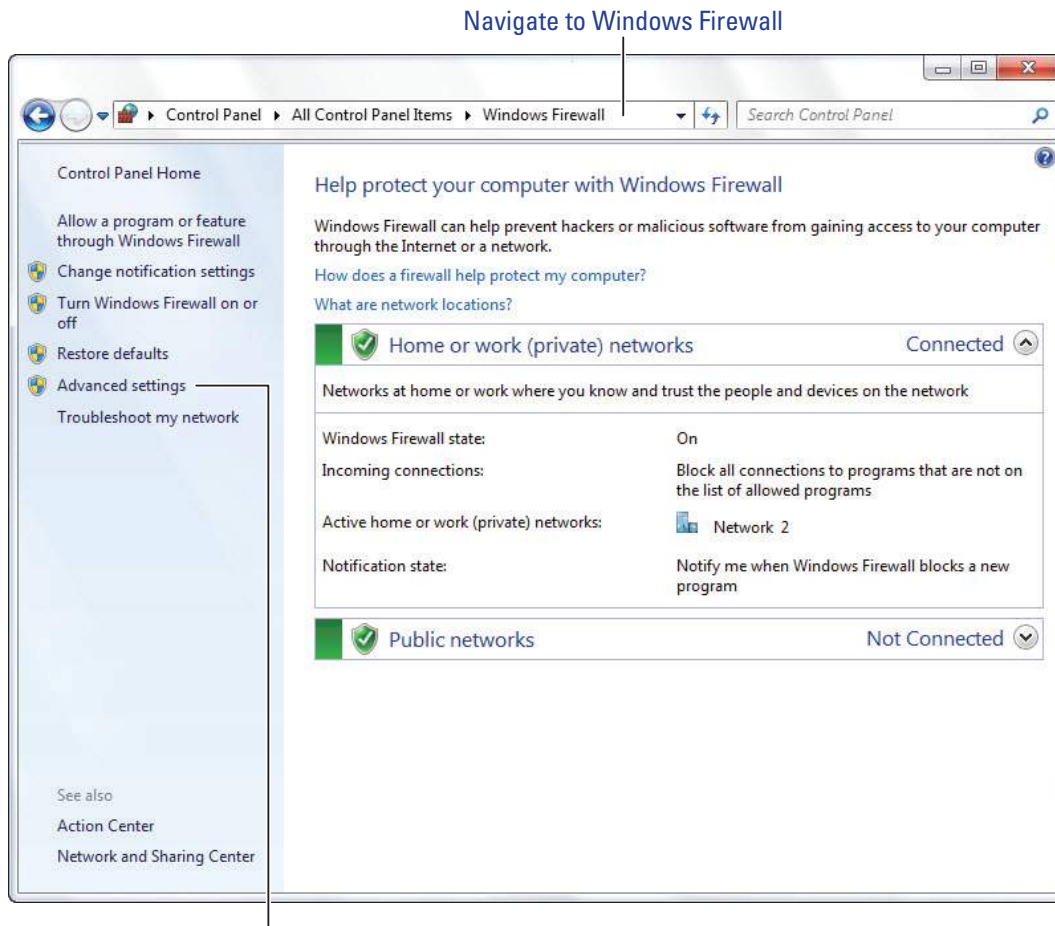 Navigate to Windows Firewall
Control Panel
All Control Panel Items
Windows Firewall
Search Control Panel
Control Panel Home
Allow a program or feature
through Windows Firewall
Change notification settings
Turn Windows Firewall on or
off
Restore defaults
Advanced settings
Troubleshoot my network
See also
Action Center
Network and Sharing Center
Help protect your computer with Windows Firewall
Windows Firewall can help prevent hackers or malicious software from gaining access to your computer
through the Internet or a network.
How does a firewall help protect my computer?
What are network locations?
Home or work (private) networks Connected
Networks at home or work where you know and trust the people and devices on the network
Windows Firewall state: On
Incoming connections: Block all connections to programs that are not on
the list of allowed programs
Active home or work (private) networks: Network 2
Notification state: Notify me when Windows Firewall blocks a new
program
Public networks Not Connected